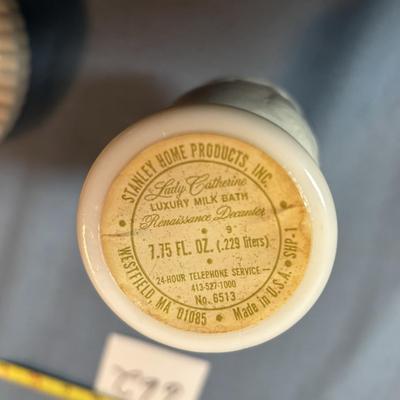 STANLEY HOME PRODUCTS, INC.
Lady Catherine
LUXURY MILK BATH
Renaissance Decanter
9
7.75 FL. OZ. (.229 liters)
24-HOUR TELEPHONE SERVICE
413-527-1000
No. 6513
WESTFIELD, MA 01085 • Made in U.S.A. • SHP-1